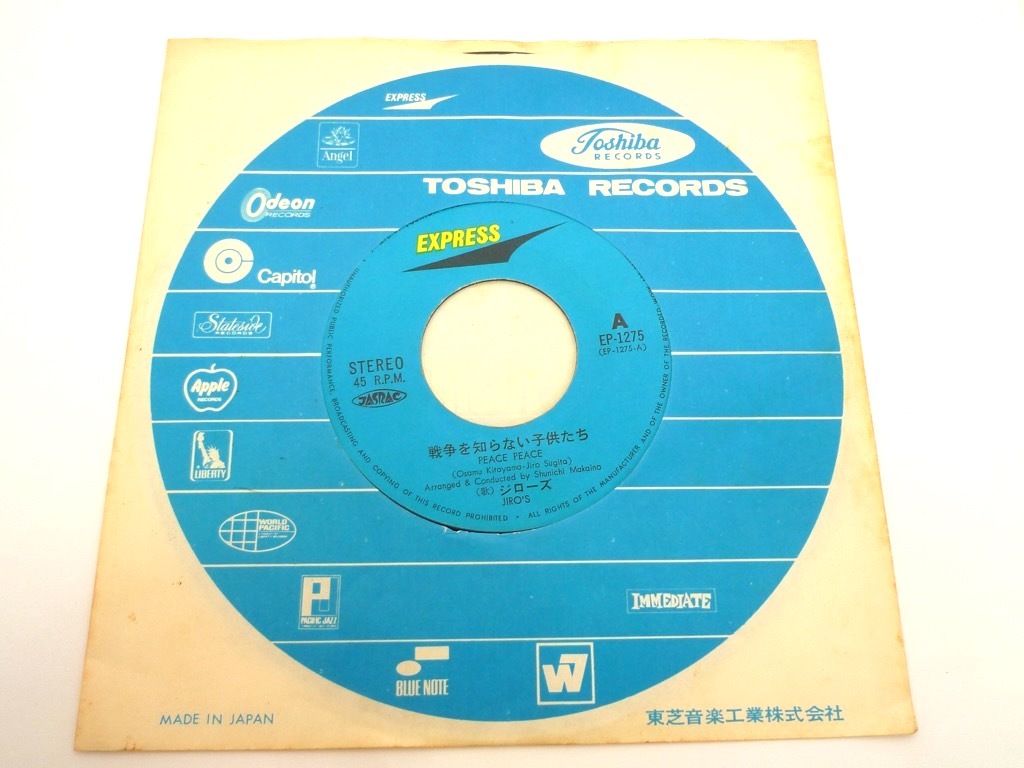 EXPRESS
Angel
Toshiba
RECORDS
TOSHIBA RECORDS
Odeon
RECORDS
Capitol
Stateside
RECORDS
Apple
RECORDS
LIBERTY
WORLD
PACIFIC
PJ
PACIFIC JAZZ
IMMEDIATE
BLUE NOTE
W7
MADE IN JAPAN
東芝音楽工業株式会社
EXPRESS
A
EP-1275
(EP-1275-A)
STEREO
45 R.P.M.
JASRAC
戦争を知らない子供たち
PEACE PEACE
(Osamu Kitayama-Jiro Sugita)
Arranged & Conducted by Shunichi Makaino
(歌) ジローズ
JIRO'S
UNAUTHORIZED PUBLIC PERFORMANCE, BROADCASTING AND COPYING OF THIS RECORD PROHIBITED • ALL RIGHTS OF THE MANUFACTURER AND OF THE OWNER OF THE RECORDED WORK